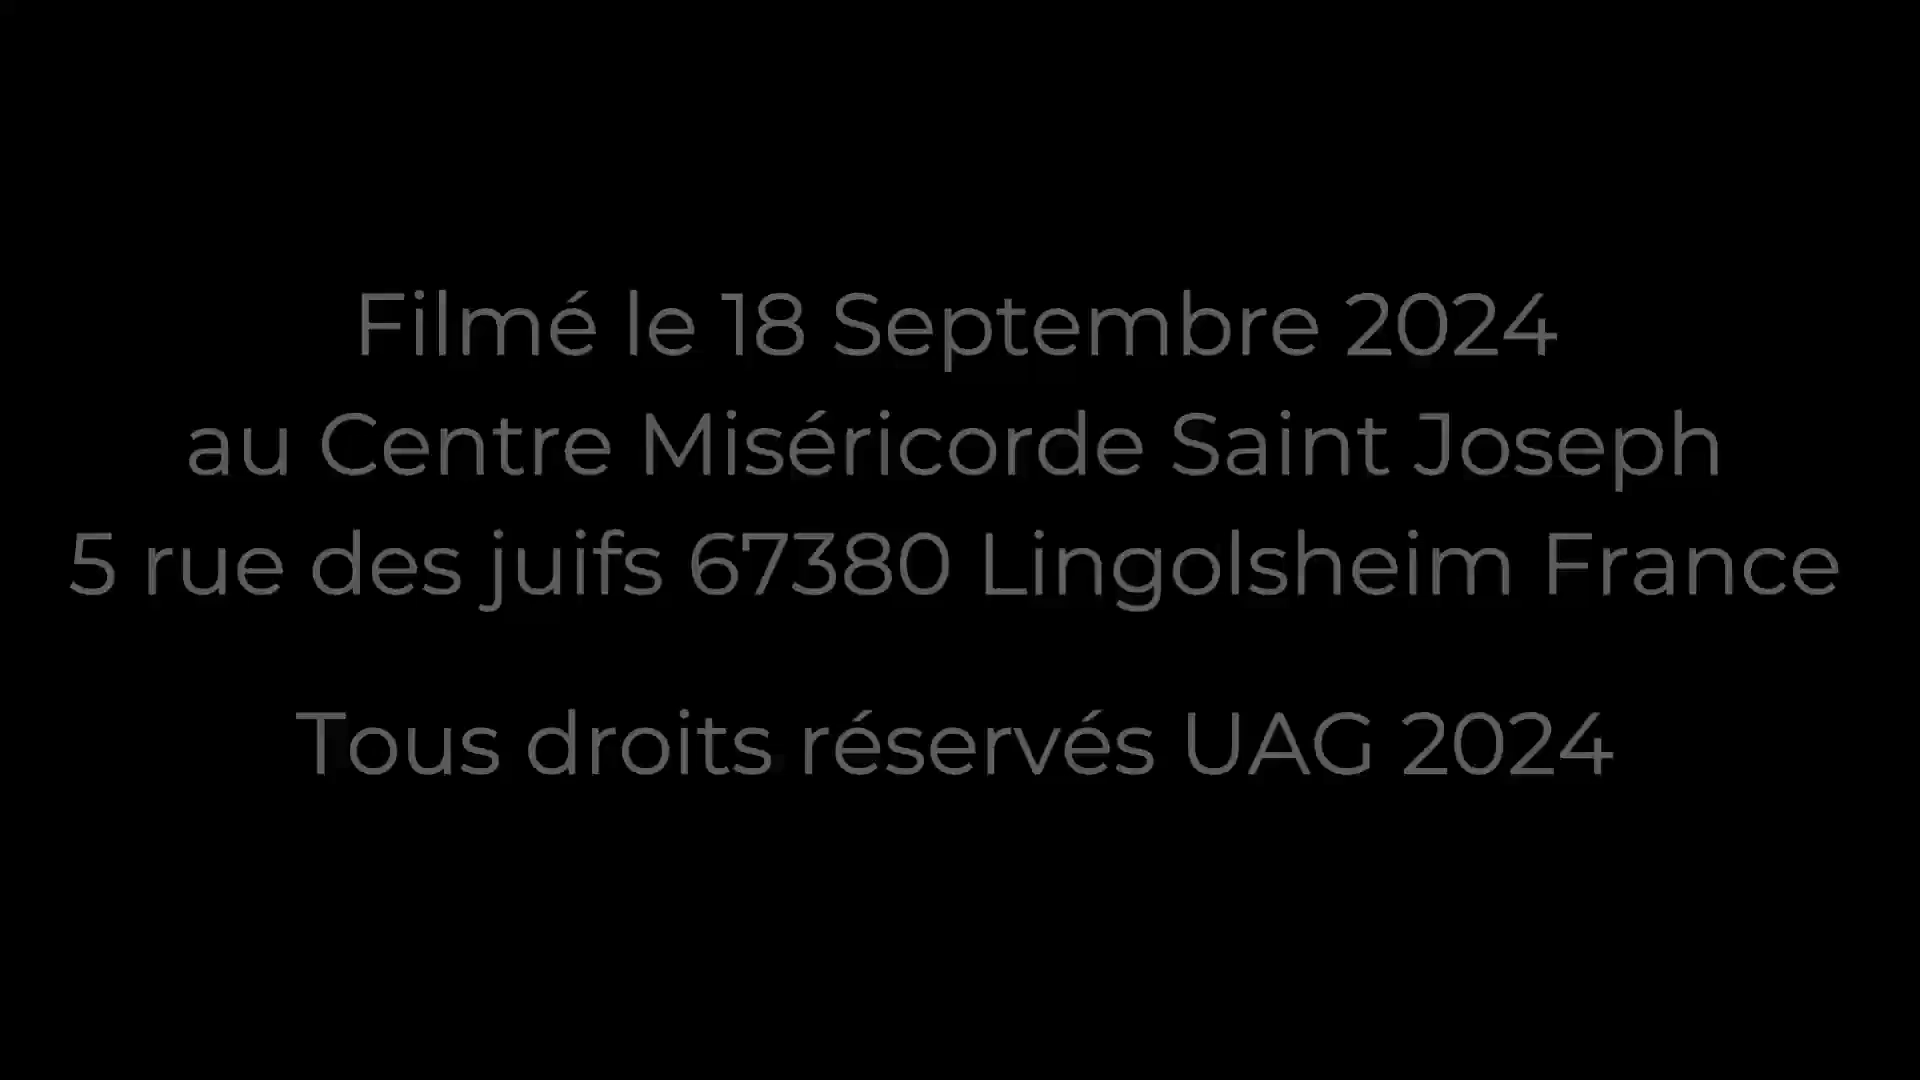 Filmé le 18 Septembre 2024
au Centre Miséricorde Saint Joseph
5 rue des juifs 67380 Lingolsheim France
Tous droits réservés UAG 2024